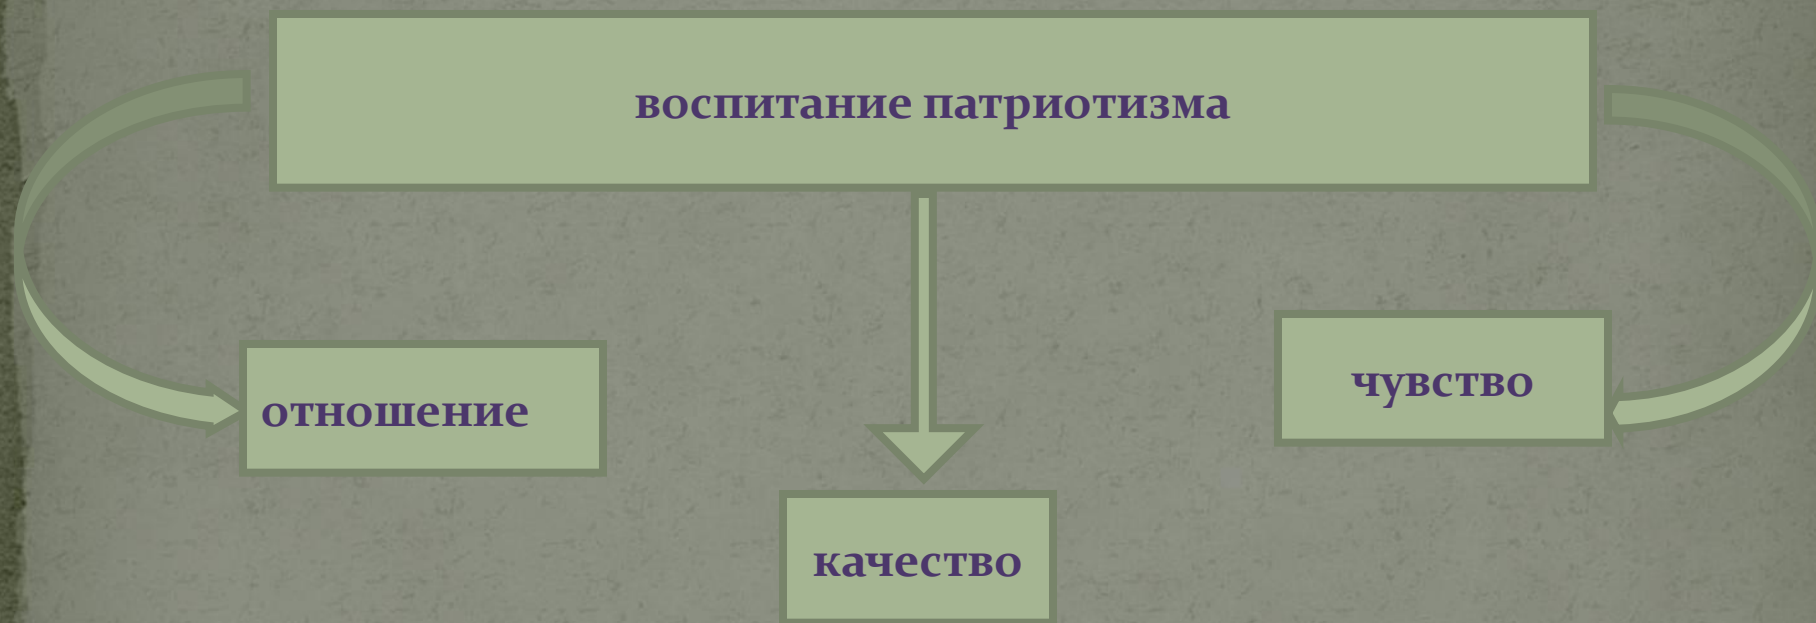 воспитание патриотизма
отношение
качество
чувство